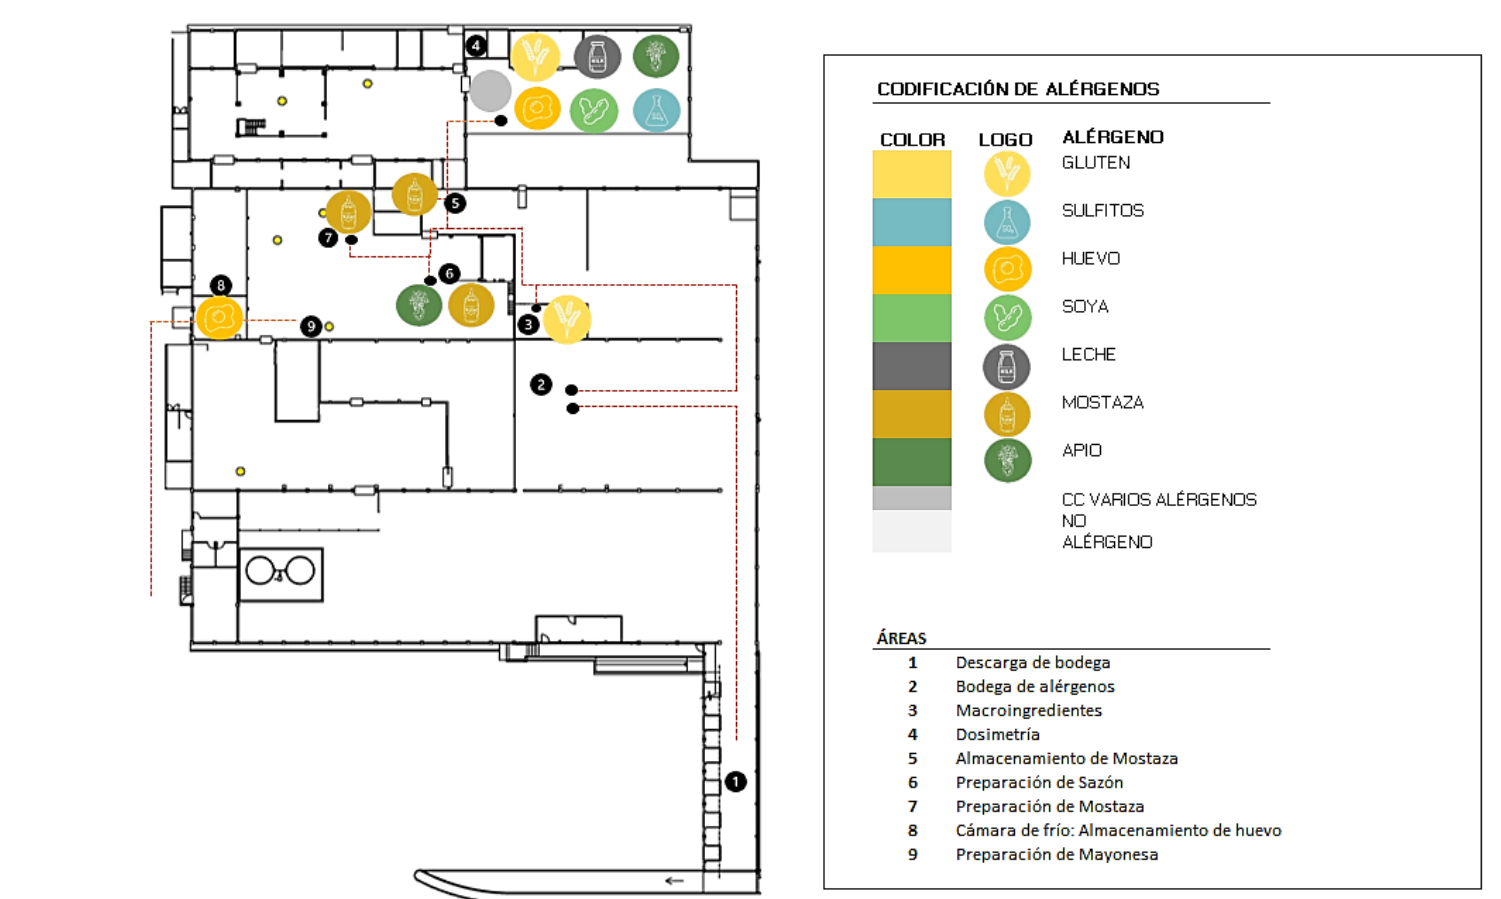 4
5
7
6
8
9
3
2
1
CODIFICACIÓN DE ALÉRGENOS
COLOR LOGO ALÉRGENO
GLUTEN
SULFITOS
HUEVO
SOYA
LECHE
MOSTAZA
APIO
CC VARIOS ALÉRGENOS
NO
ALÉRGENO
ÁREAS
1 Descarga de bodega
2 Bodega de alérgenos
3 Macroingredientes
4 Dosimetría
5 Almacenamiento de Mostaza
6 Preparación de Sazón
7 Preparación de Mostaza
8 Cámara de frío: Almacenamiento de huevo
9 Preparación de Mayonesa